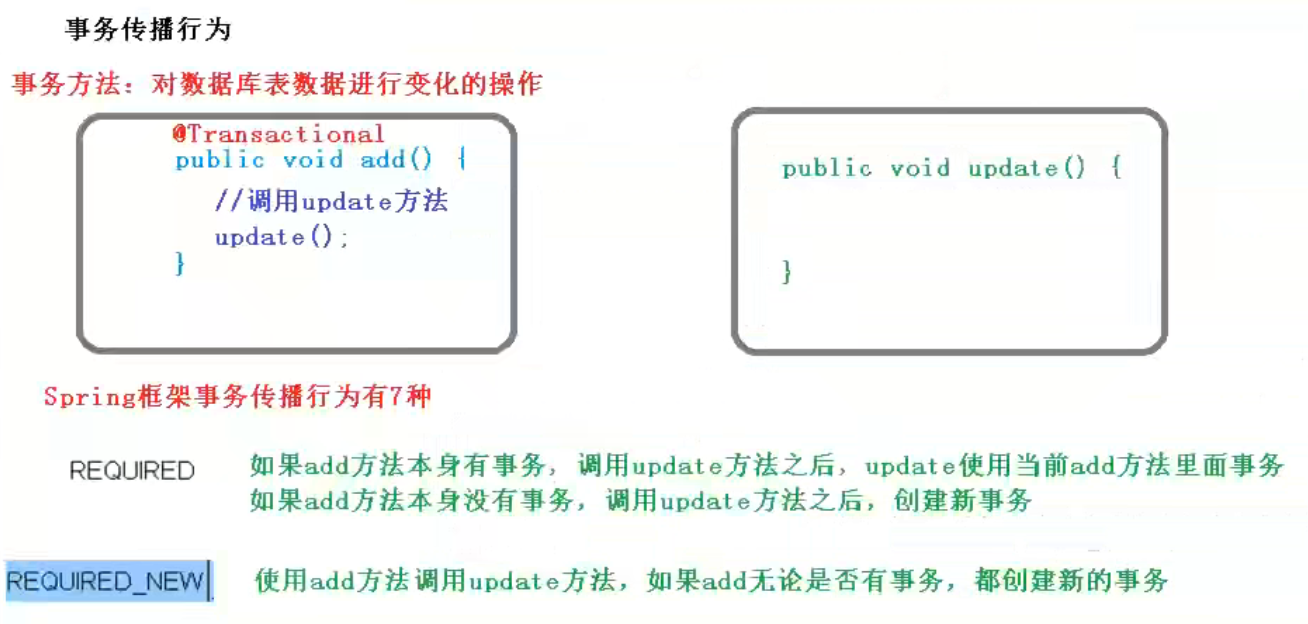 事务传播行为
事务方法：对数据库表数据进行变化的操作
@Transactional
public void add() {
//调用update方法
update();
}
public void update() {
}
Spring框架事务传播行为有7种
REQUIRED
如果add方法本身有事务，调用update方法之后，update使用当前add方法里面事务
如果add方法本身没有事务，调用update方法之后，创建新事务
REQUIRED_NEW
使用add方法调用update方法，如果add无论是否有事务，都创建新的事务